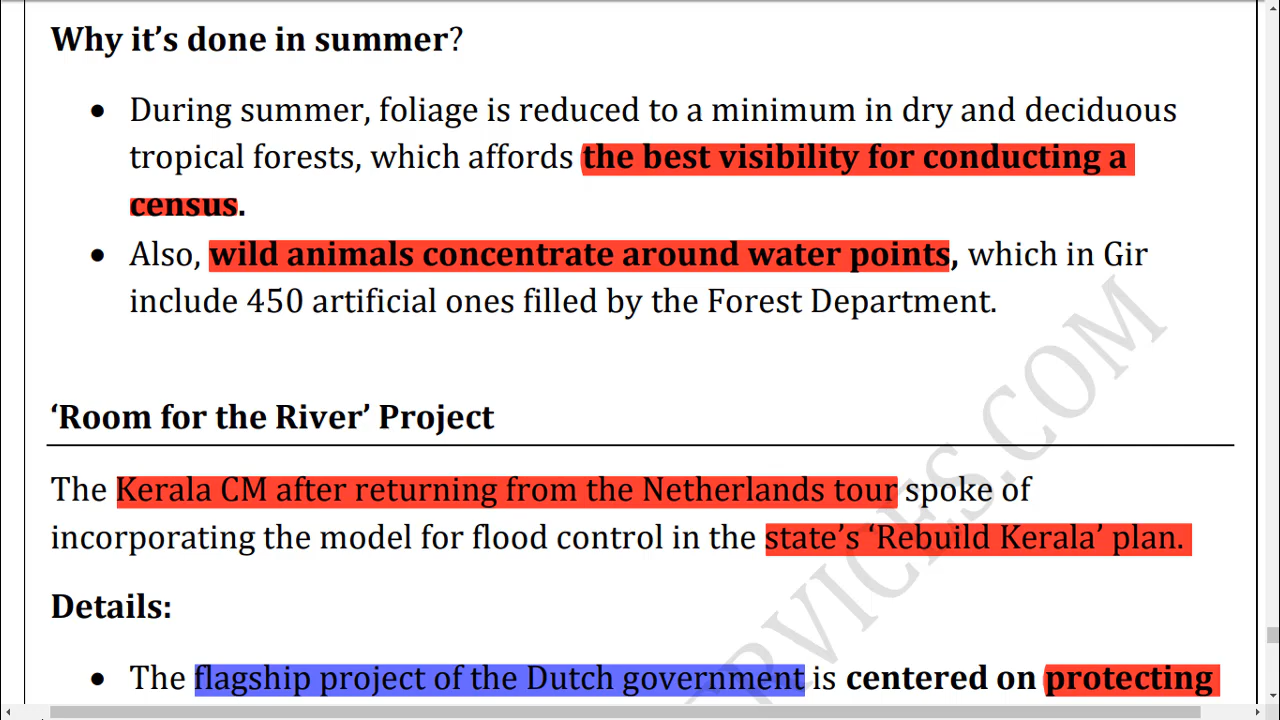 Why it’s done in summer?
• During summer, foliage is reduced to a minimum in dry and deciduous
tropical forests, which affords the best visibility for conducting a
census.
• Also, wild animals concentrate around water points, which in Gir
include 450 artificial ones filled by the Forest Department.
‘Room for the River’ Project
The Kerala CM after returning from the Netherlands tour spoke of
incorporating the model for flood control in the state’s ‘Rebuild Kerala’ plan.
Details:
• The flagship project of the Dutch government is centered on protecting
RVICES.COM